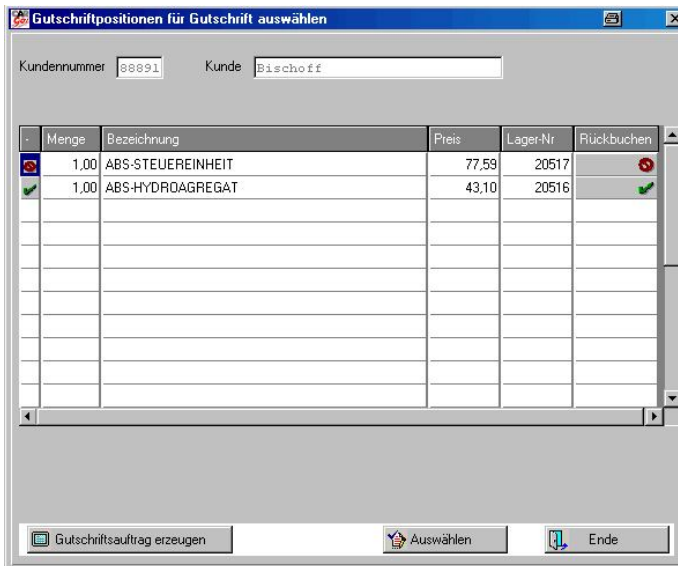 Gutschriftpositionen für Gutschrift auswählen
Kundennummer 88891 Kunde Bischoff
- Menge Bezeichnung Preis Lager-Nr Rückbuchen
1,00 ABS-STEUEREINHEIT 77,59 20517
1,00 ABS-HYDROAGREGAT 43,10 20516
Gutschriftsauftrag erzeugen Auswählen Ende